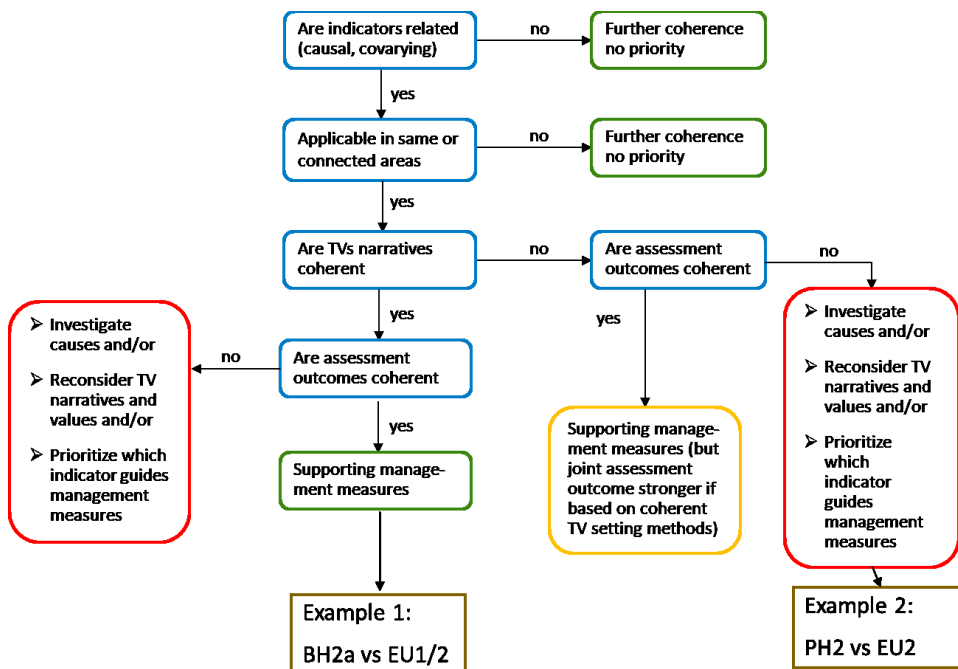 Are indicators related
(causal, covarying)
no
Further coherence
no priority
yes
Applicable in same or
connected areas
no
Further coherence
no priority
yes
Are TVs narratives
coherent
no
Are assessment
outcomes coherent
no
yes
yes
➢ Investigate
causes and/or
➢ Reconsider TV
narratives and
values and/or
➢ Prioritize which
indicator guides
management
measures
no
Are assessment
outcomes coherent
yes
Supporting manage-
ment measures
Supporting manage-
ment measures (but
joint assessment
outcome stronger if
based on coherent
TV setting methods)
➢ Investigate
causes and/or
➢ Reconsider TV
narratives and
values and/or
➢ Prioritize
which
indicator
guides
management
measures
Example 1:
BH2a vs EU1/2
Example 2:
PH2 vs EU2